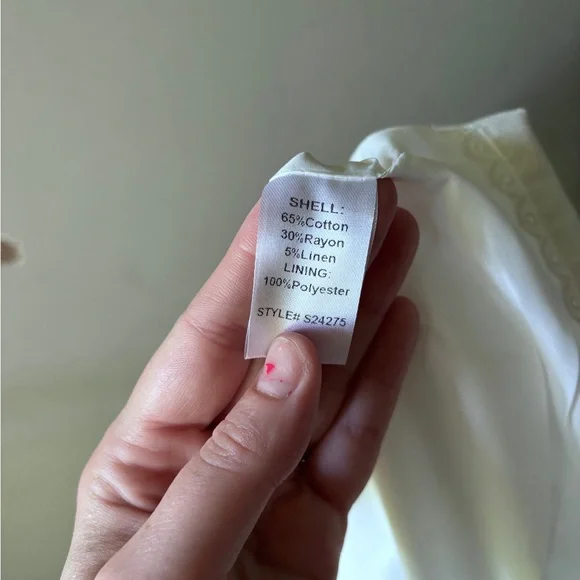 SHELL:
65%Cotton
30%Rayon
5%Linen
LINING:
100%Polyester
STYLE# S24275